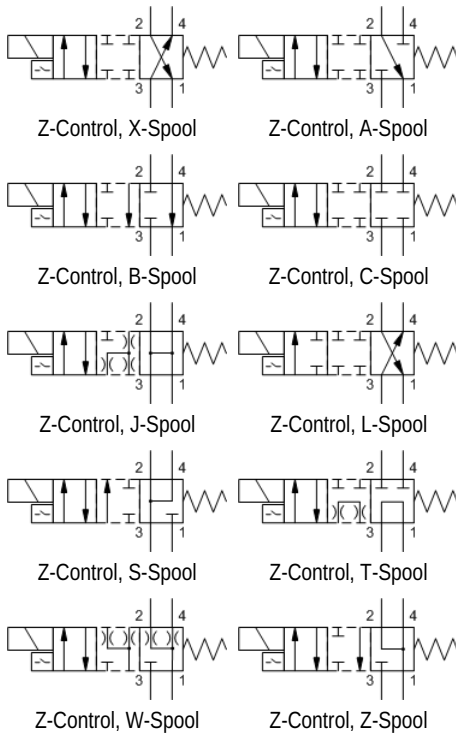 2 4 2 4
3 1 3 1
Z-Control, X-Spool Z-Control, A-Spool
2 4 2 4
3 1 3 1
Z-Control, B-Spool Z-Control, C-Spool
2 4 2 4
3 1 3 1
Z-Control, J-Spool Z-Control, L-Spool
2 4 2 4
3 1 3 1
Z-Control, S-Spool Z-Control, T-Spool
2 4 2 4
3 1 3 1
Z-Control, W-Spool Z-Control, Z-Spool